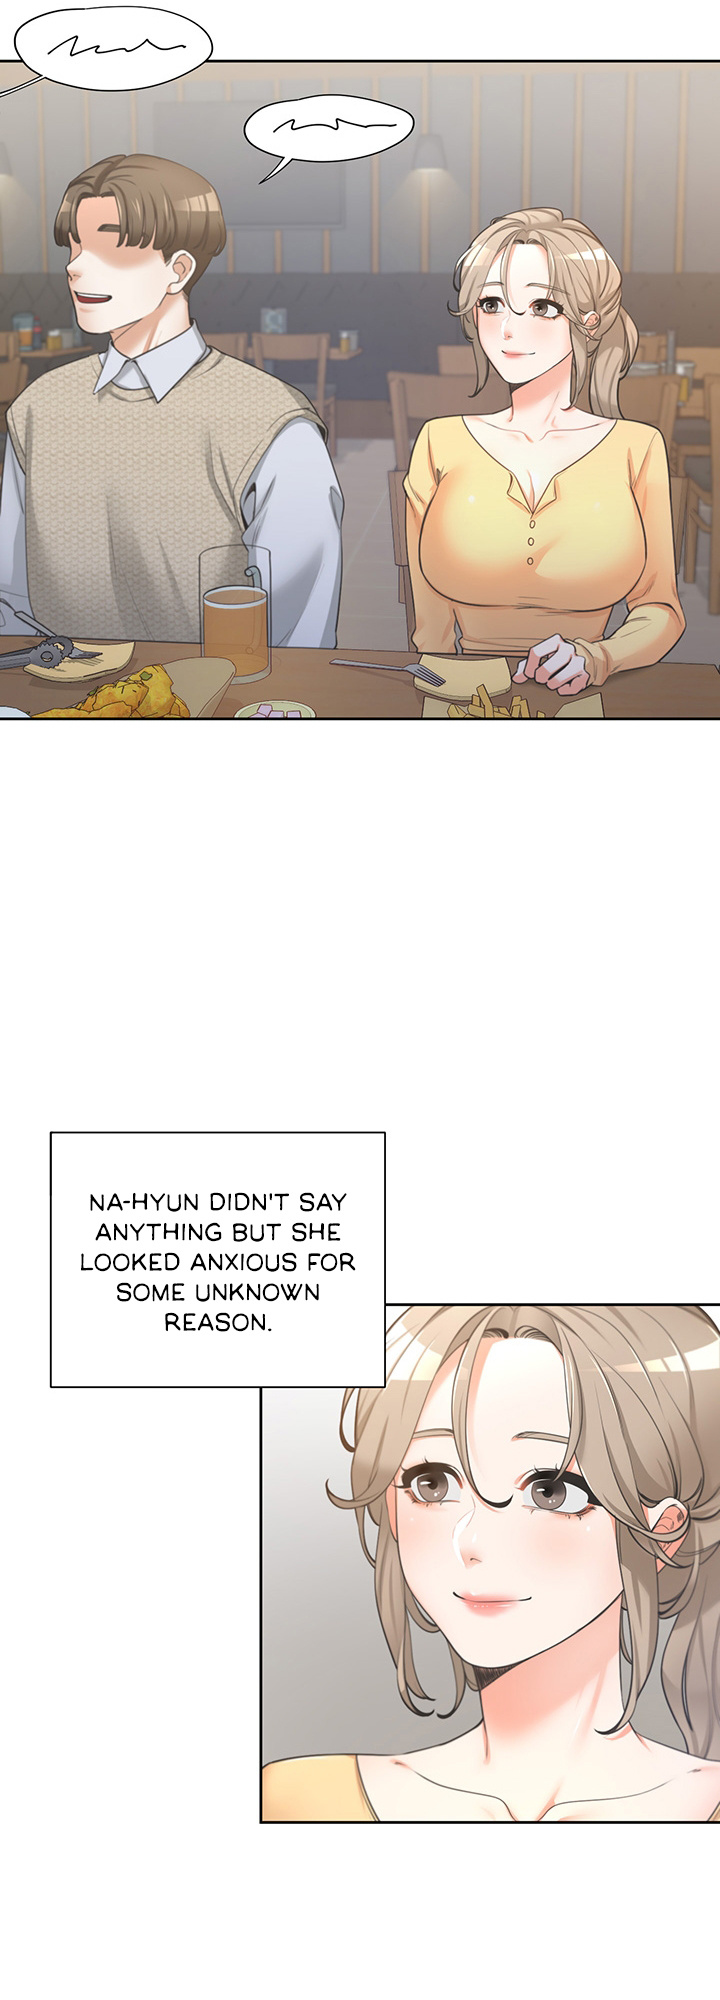 NA-HYUN DIDN'T SAY
ANYTHING BUT SHE
LOOKED ANXIOUS FOR
SOME UNKNOWN
REASON.